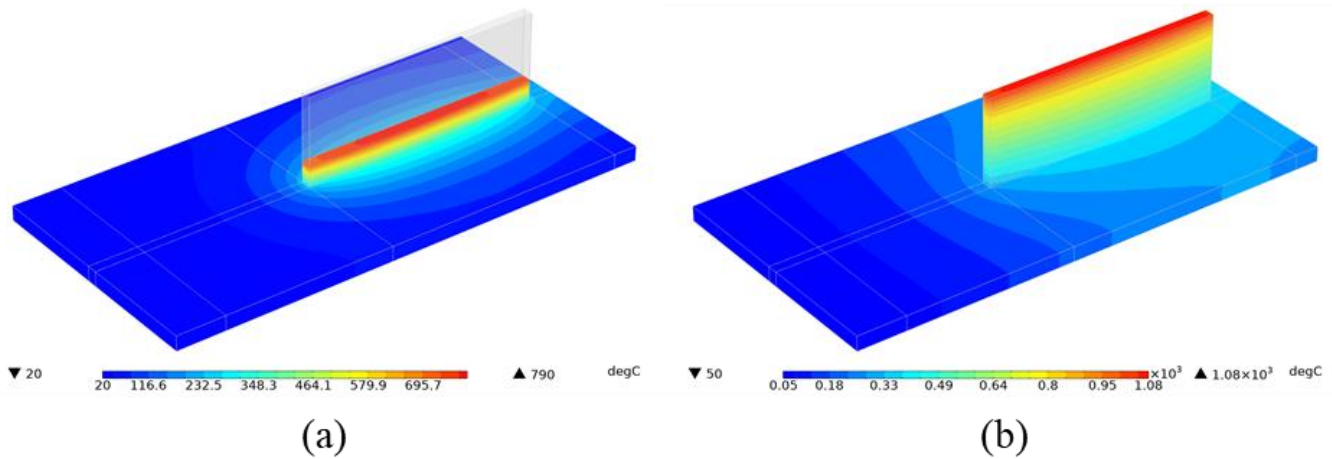 ▼ 20 ▲ 790 degC
20 116.6 232.5 348.3 464.1 579.9 695.7
▼ 50 ×10³ ▲ 1.08×10³ degC
0.05 0.18 0.33 0.49 0.64 0.8 0.95 1.08
(a)
(b)